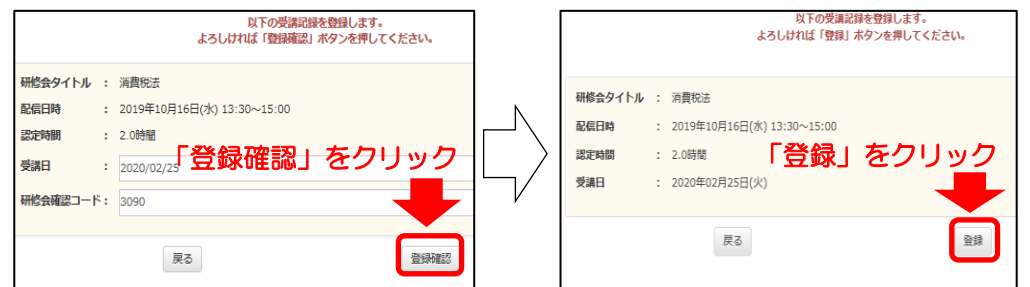 以下の受講記録を登録します。
よろしければ「登録確認」ボタンを押してください。
研修会タイトル : 消費税法
配信日時 : 2019年10月16日(水) 13:30～15:00
認定時間 : 2.0時間
受講日 : 2020/02/25
「登録確認」をクリック
研修会確認コード : 3090
戻る
登録確認
以下の受講記録を登録します。
よろしければ「登録」ボタンを押してください。
研修会タイトル : 消費税法
配信日時 : 2019年10月16日(水) 13:30～15:00
認定時間 : 2.0時間
「登録」をクリック
受講日 : 2020年02月25日(火)
戻る
登録